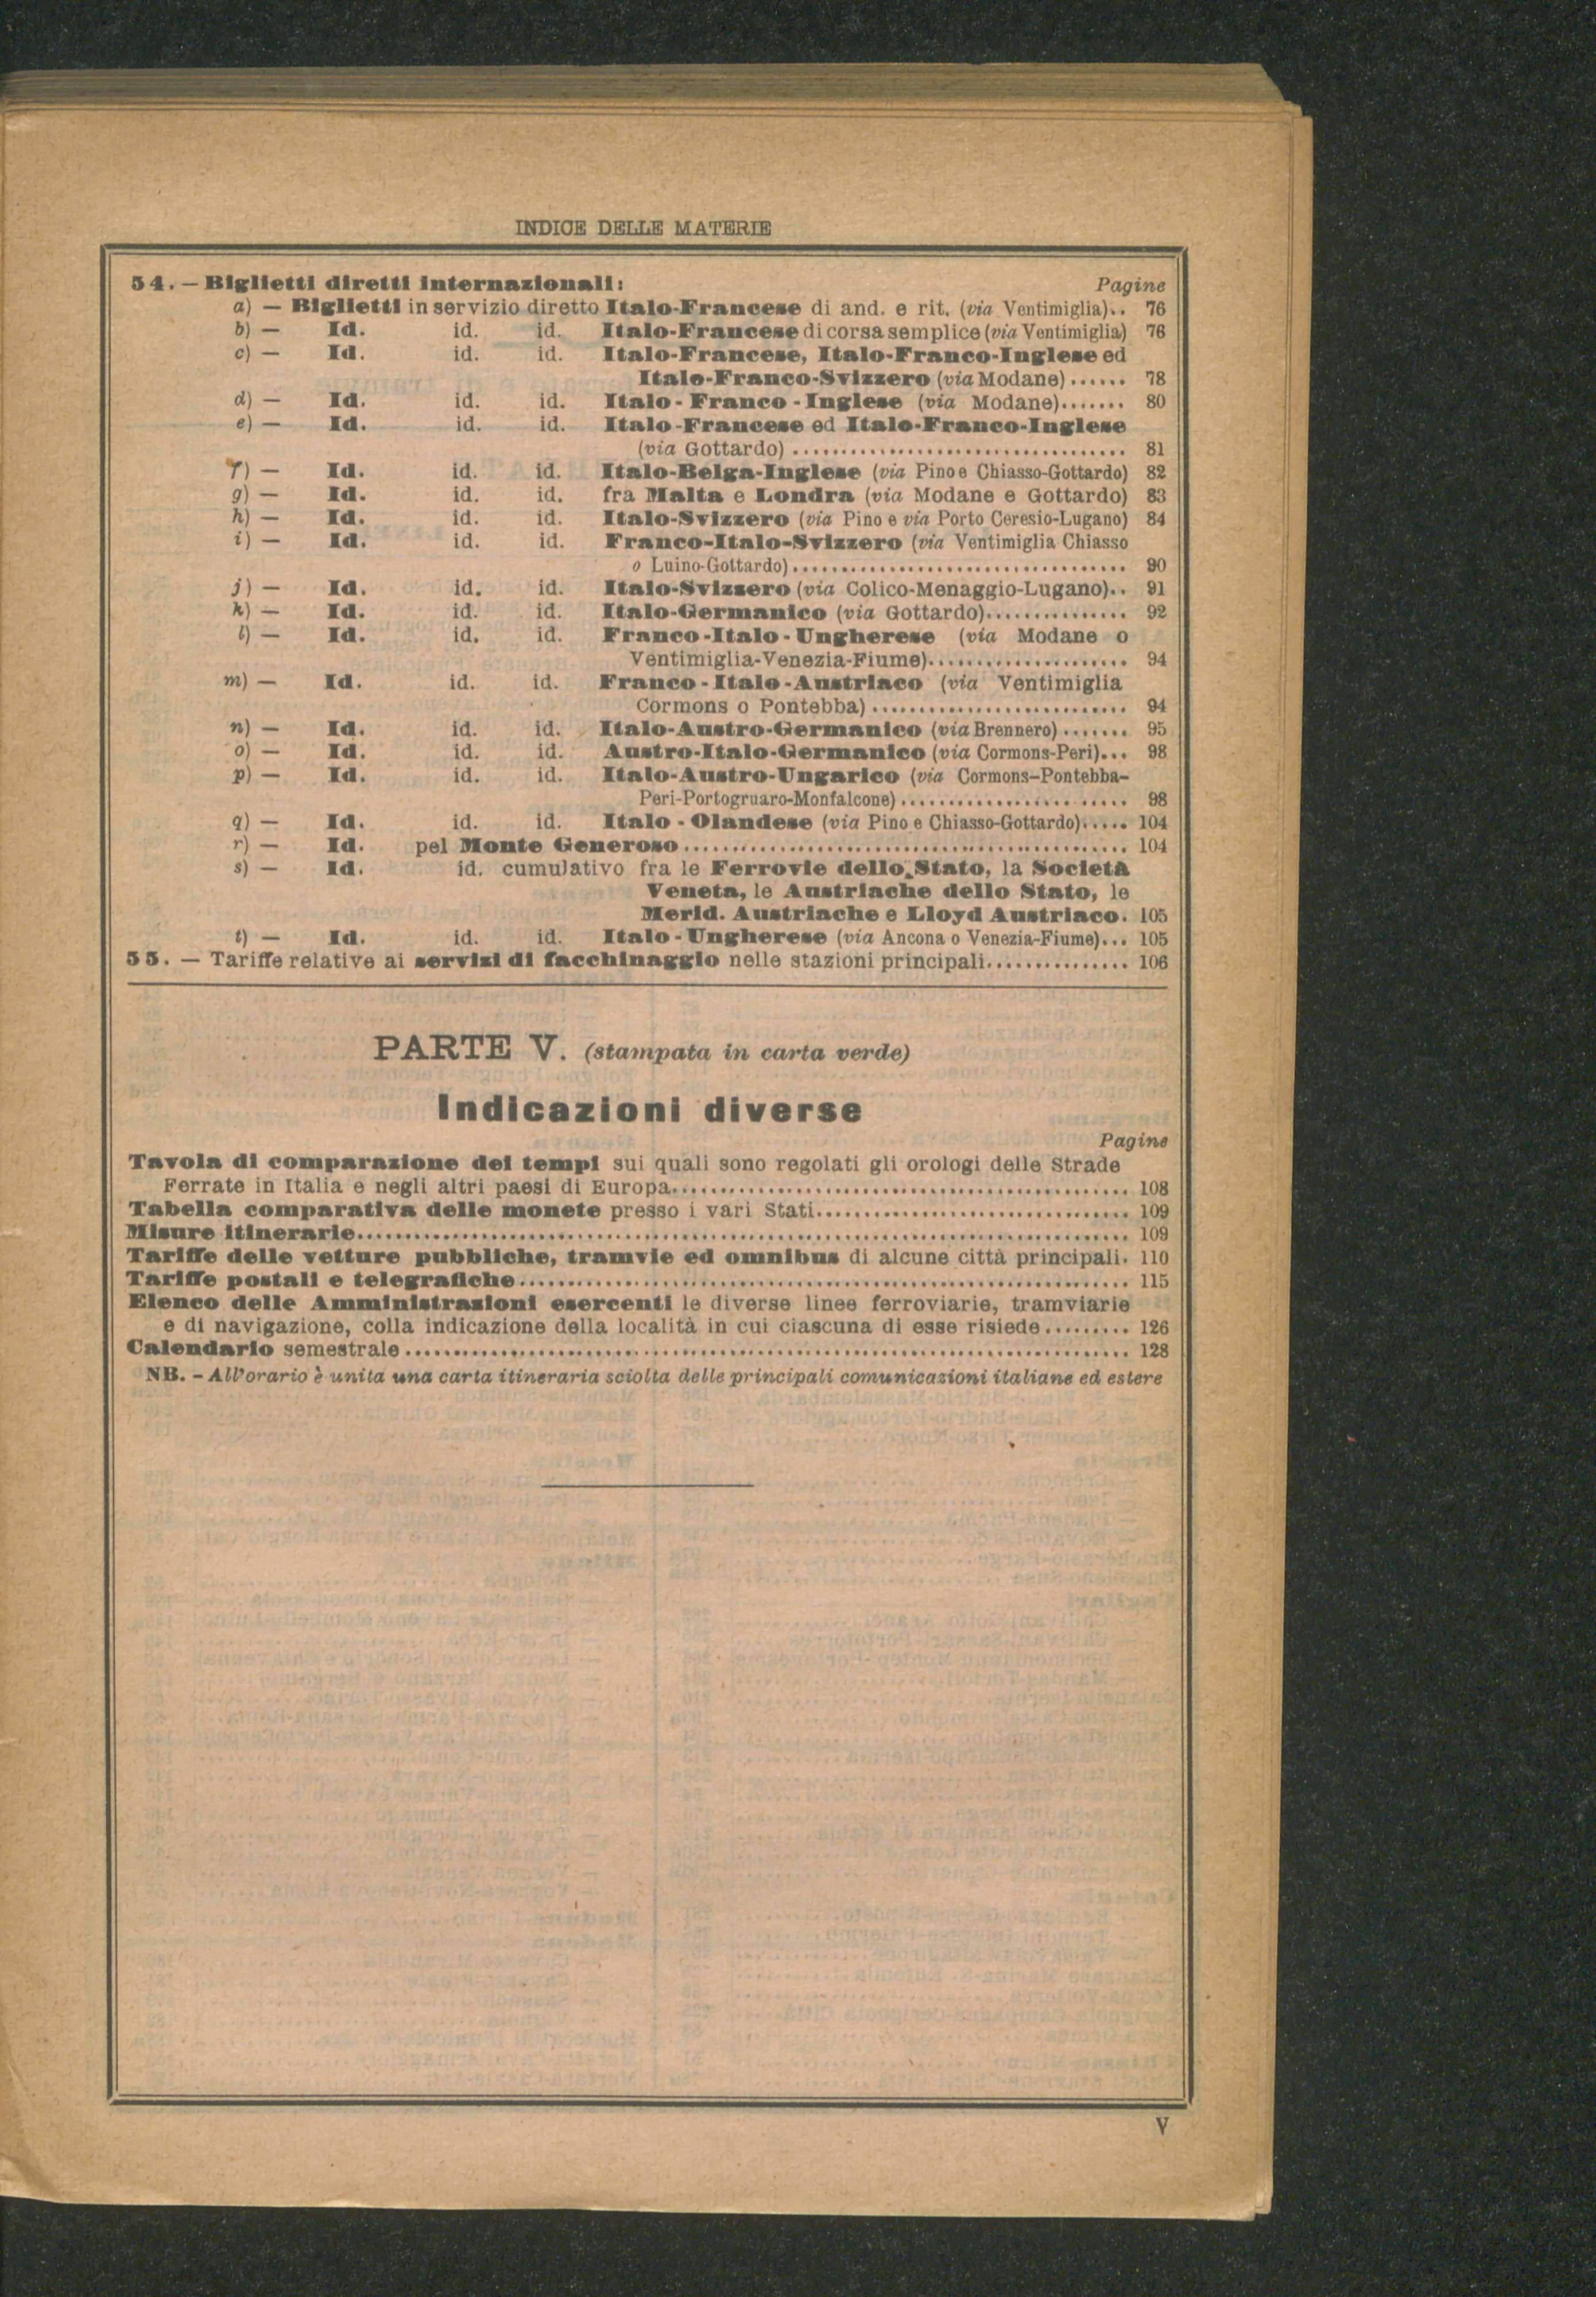 INDICE DELLE MATERIE
54. — Biglietti diretti internazionali: Pagine
a) — Biglietti in servizio diretto Italo-Francese di and. e rit. (via Ventimiglia).. 76
b) — Id. id. id. Italo-Francese di corsa semplice (via Ventimiglia) 76
c) — Id. id. id. Italo-Francese, Italo-Franco-Inglese ed
Italo-Franco-Svizzero (via Modane)...... 78
d) — Id. id. id. Italo - Franco - Inglese (via Modane)....... 80
e) — Id. id. id. Italo-Francese ed Italo-Franco-Inglese
(via Gottardo) .................................. 81
f) — Id. id. id. Italo-Belga-Inglese (via Pino e Chiasso-Gottardo) 82
g) — Id. id. id. fra Malta e Londra (via Modane e Gottardo) 83
h) — Id. id. id. Italo-Svizzero (via Pino e via Porto Ceresio-Lugano) 84
i) — Id. id. id. Franco-Italo-Svizzero (via Ventimiglia Chiasso
o Luino-Gottardo).................................. 90
j) — Id. id. id. Italo-Svizzero (via Colico-Menaggio-Lugano).. 91
k) — Id. id. id. Italo-Germanico (via Gottardo)............... 92
l) — Id. id. id. Franco-Italo-Ungherese (via Modane o
Ventimiglia-Venezia-Fiume)..................... 94
m) — Id. id. id. Franco-Italo-Austriaco (via Ventimiglia
Cormons o Pontebba) .......................... 94
n) — Id. id. id. Italo-Austro-Germanico (via Brennero)....... 95
o) — Id. id. id. Austro-Italo-Germanico (via Cormons-Peri)... 98
p) — Id. id. id. Italo-Austro-Ungarico (via Cormons-Pontebba-
Peri-Portogruaro-Monfalcone)....................... 98
q) — Id. id. id. Italo - Olandese (via Pino e Chiasso-Gottardo)..... 104
r) — Id. pel Monte Generoso.............................................. 104
s) — Id. id. cumulativo fra le Ferrovie dello Stato, la Società
Veneta, le Austriache dello Stato, le
Merid. Austriache e Lloyd Austriaco. 105
t) — Id. id. id. Italo - Ungherese (via Ancona o Venezia-Fiume)... 105
55. — Tariffe relative ai servizi di facchinaggio nelle stazioni principali............... 106
PARTE V. (stampata in carta verde)
Indicazioni diverse
Pagine
Tavola di comparazione dei tempi sui quali sono regolati gli orologi delle Strade
Ferrate in Italia e negli altri paesi di Europa............................................... 108
Tabella comparativa delle monete presso i vari Stati................................ 109
Misure itinerarie............................................................................... 109
Tariffe delle vetture pubbliche, tramvie ed omnibus di alcune città principali. 110
Tariffe postali e telegrafiche............................................................... 115
Elenco delle Amministrazioni esercenti le diverse linee ferroviarie, tramviarie
e di navigazione, colla indicazione della località in cui ciascuna di esse risiede......... 126
Calendario semestrale.......................................................................... 128
NB. - All'orario è unita una carta itineraria sciolta delle principali comunicazioni italiane ed estere
V